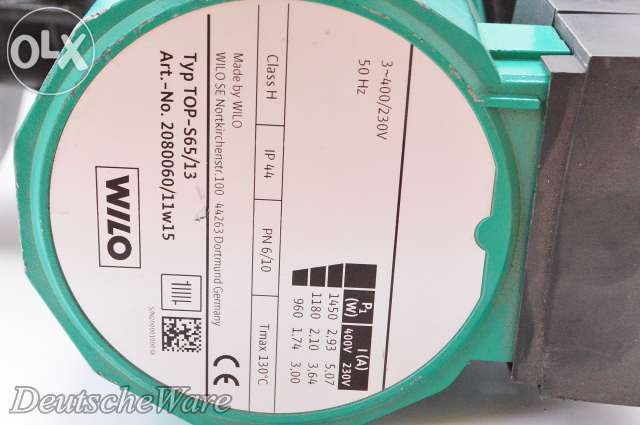 OLX
WILO
Typ TOP-S65/13
Art.-No. 2080060/11w15
Made by WILO
WILO SE Nortkirchenstr.100 44263 Dortmund Germany
CE
Class H IP 44 PN 6/10 Tmax 130°C
3~400/230V
50 Hz
P1 (W) I(A) 400V 230V
1450 2,93 5,07
1180 2,10 3,64
960 1,74 3,00
DeutscheWare